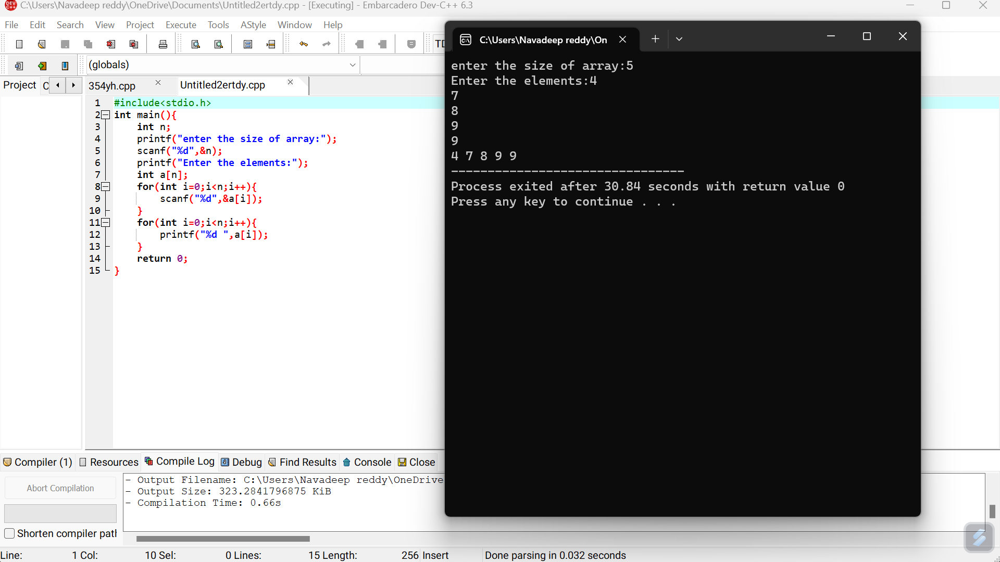 C:\Users\Navadeep reddy\OneDrive\Documents\Untitled2ertdy.cpp - [Executing] - Embarcadero Dev-C++ 6.3
File Edit Search View Project Execute Tools AStyle Window Help
(globals)
Project
354yh.cpp
Untitled2ertdy.cpp
1 #include<stdio.h>
2 int main(){
3 int n;
4 printf("enter the size of array:");
5 scanf("%d",&n);
6 printf("Enter the elements:");
7 int a[n];
8 for(int i=0;i<n;i++){
9 scanf("%d",&a[i]);
10 }
11 for(int i=0;i<n;i++){
12 printf("%d ",a[i]);
13 }
14 return 0;
15 }
C:\Users\Navadeep reddy\On
enter the size of array:5
Enter the elements:4
7
8
9
9
4 7 8 9 9
--------------------------------
Process exited after 30.84 seconds with return value 0
Press any key to continue . . .
Compiler (1) Resources Compile Log Debug Find Results Console Close
Abort Compilation
Shorten compiler path
- Output Filename: C:\Users\Navadeep reddy\OneDrive
- Output Size: 323.2841796875 KiB
- Compilation Time: 0.66s
Line: 1 Col: 10 Sel: 0 Lines: 15 Length: 256 Insert Done parsing in 0.032 seconds